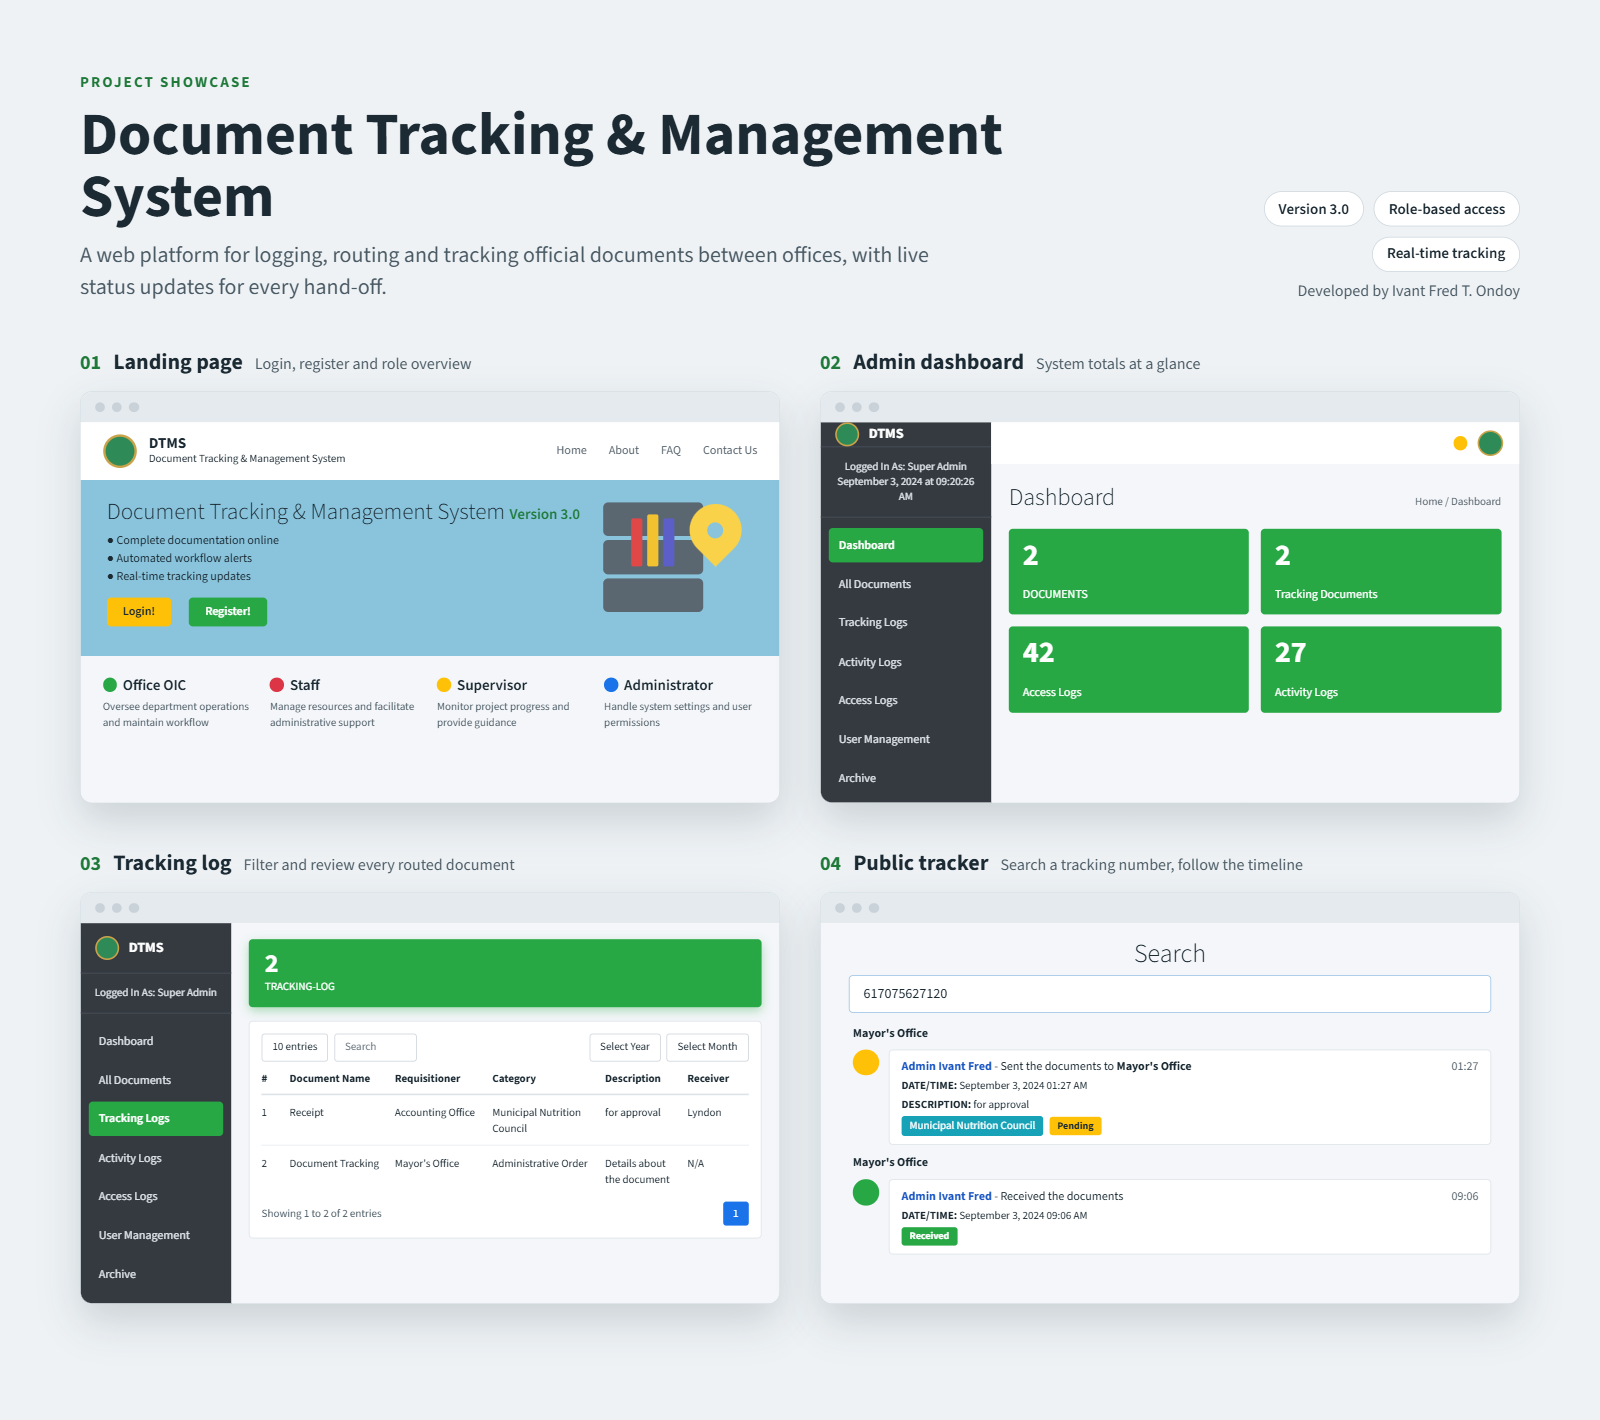 PROJECT SHOWCASE
Document Tracking & Management
System
A web platform for logging, routing and tracking official documents between offices, with live
status updates for every hand-off.
Version 3.0
Role-based access
Real-time tracking
Developed by Ivant Fred T. Ondoy
01 Landing page Login, register and role overview
DTMS
Document Tracking & Management System
Home About FAQ Contact Us
Document Tracking & Management System Version 3.0
● Complete documentation online
● Automated workflow alerts
● Real-time tracking updates
Login! Register!
Office OIC
Oversee department operations
and maintain workflow
Staff
Manage resources and facilitate
administrative support
Supervisor
Monitor project progress and
provide guidance
Administrator
Handle system settings and user
permissions
02 Admin dashboard System totals at a glance
DTMS
Logged In As: Super Admin
September 3, 2024 at 09:20:26
AM
Dashboard
All Documents
Tracking Logs
Activity Logs
Access Logs
User Management
Archive
Dashboard
Home / Dashboard
2
DOCUMENTS
2
Tracking Documents
42
Access Logs
27
Activity Logs
03 Tracking log Filter and review every routed document
DTMS
Logged In As: Super Admin
Dashboard
All Documents
Tracking Logs
Activity Logs
Access Logs
User Management
Archive
2
TRACKING-LOG
10 entries Search Select Year Select Month
# Document Name Requisitioner Category Description Receiver
1 Receipt Accounting Office Municipal Nutrition for approval Lyndon
Council
2 Document Tracking Mayor's Office Administrative Order Details about N/A
the document
Showing 1 to 2 of 2 entries 1
04 Public tracker Search a tracking number, follow the timeline
Search
617075627120
Mayor's Office
Admin Ivant Fred - Sent the documents to Mayor's Office 01:27
DATE/TIME: September 3, 2024 01:27 AM
DESCRIPTION: for approval
Municipal Nutrition Council Pending
Mayor's Office
Admin Ivant Fred - Received the documents 09:06
DATE/TIME: September 3, 2024 09:06 AM
Received